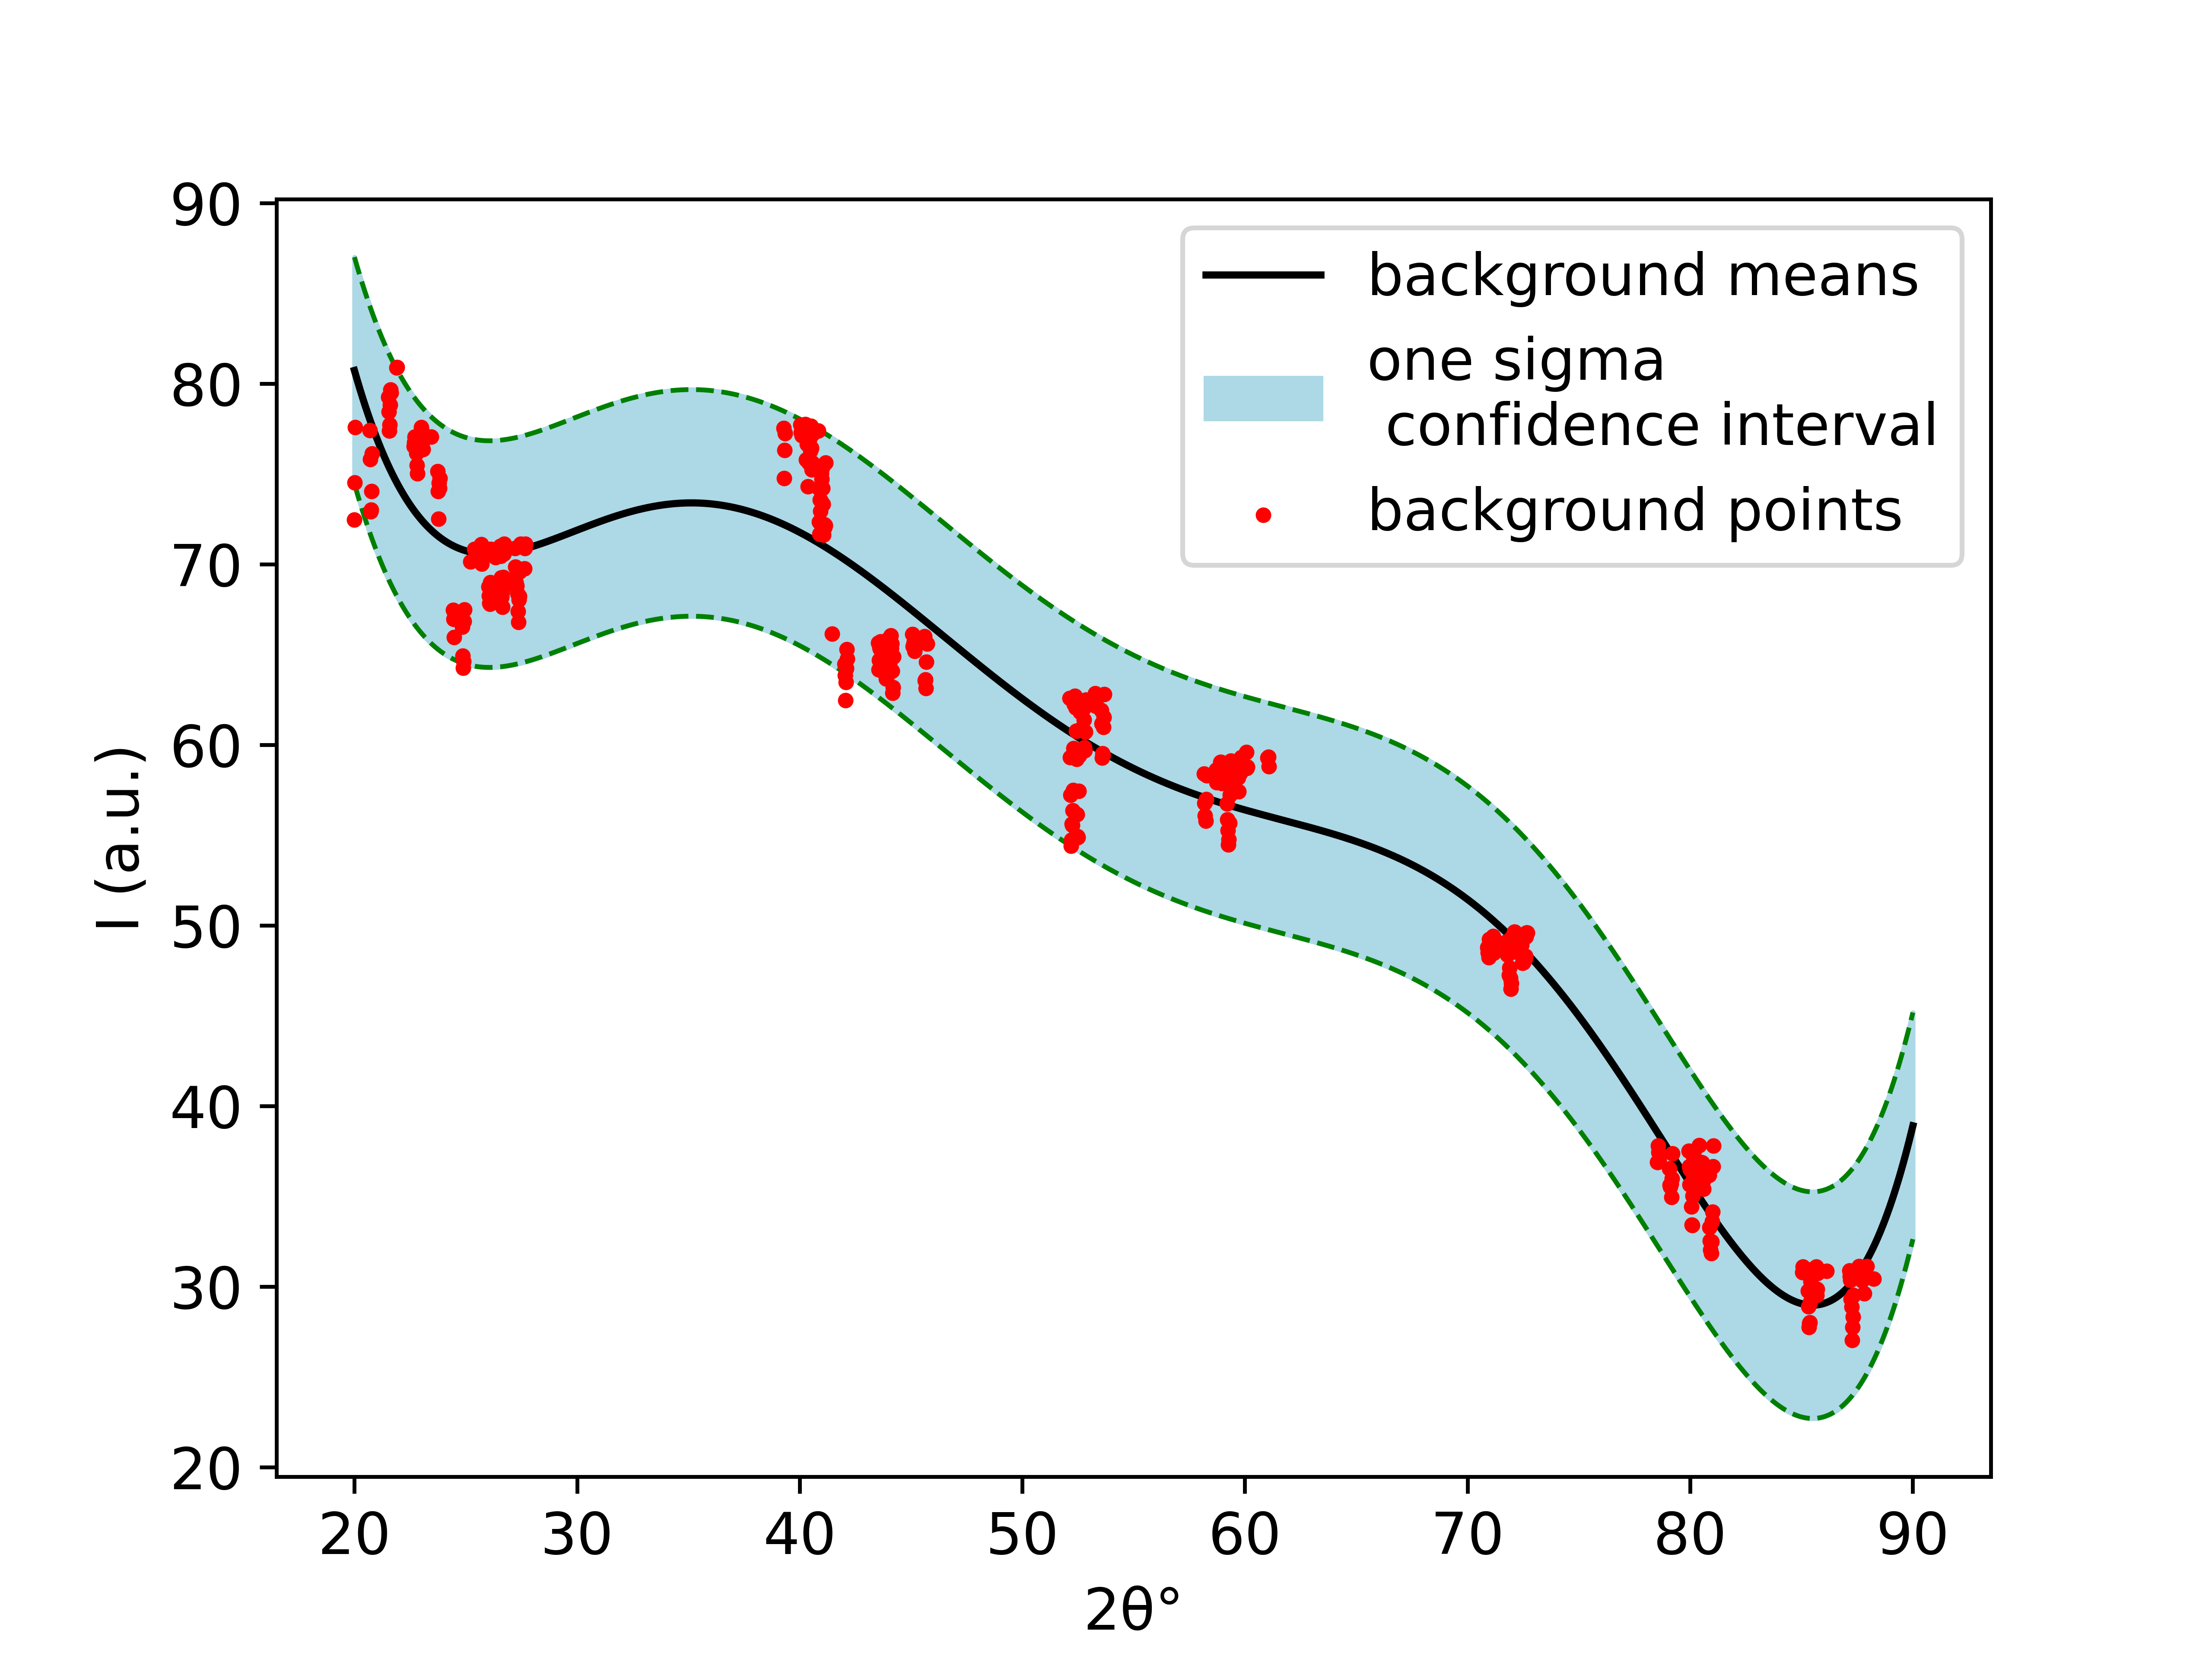 90
80
70
60
50
40
30
20
I (a.u.)
background means
one sigma
confidence interval
background points
20 30 40 50 60 70 80 90
2θ°